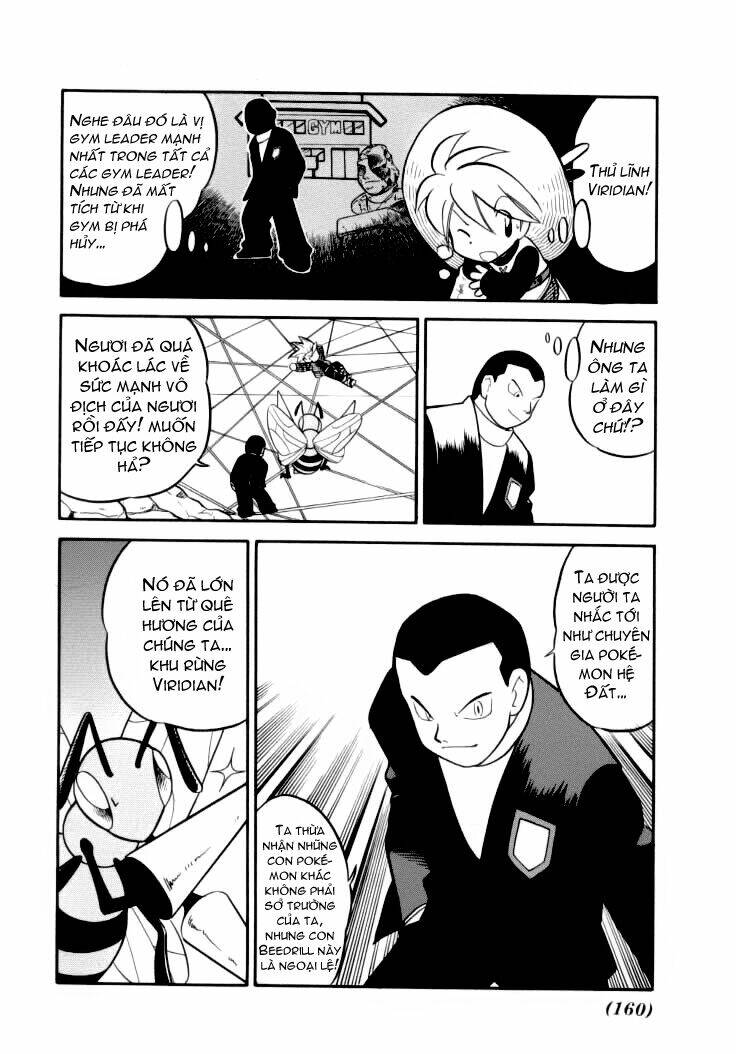 Thủ lĩnh
Viridian!
Nghe đâu đó là vị
gym leader mạnh
nhất trong tất cả
các gym leader!
Nhưng đã mất
tích từ khi
gym bị phá
hủy...
GYM
Nhưng
ông ta
làm gì
ở đây
chứ!?
Ngươi đã quá
khoác lác về
sức mạnh vô
địch của ngươi
rồi đấy! Muốn
tiếp tục không
hả?
Ta được
người ta
nhắc tới
như chuyên
gia poké-
mon hệ
Đất...
Ta thừa
nhận những
con poké-
mon khác
không phải
sở trường
của ta,
nhưng con
Beedrill này
là ngoại lệ!
Nó đã lớn
lên từ quê
hương của
chúng ta...
khu rừng
Viridian!
(160)